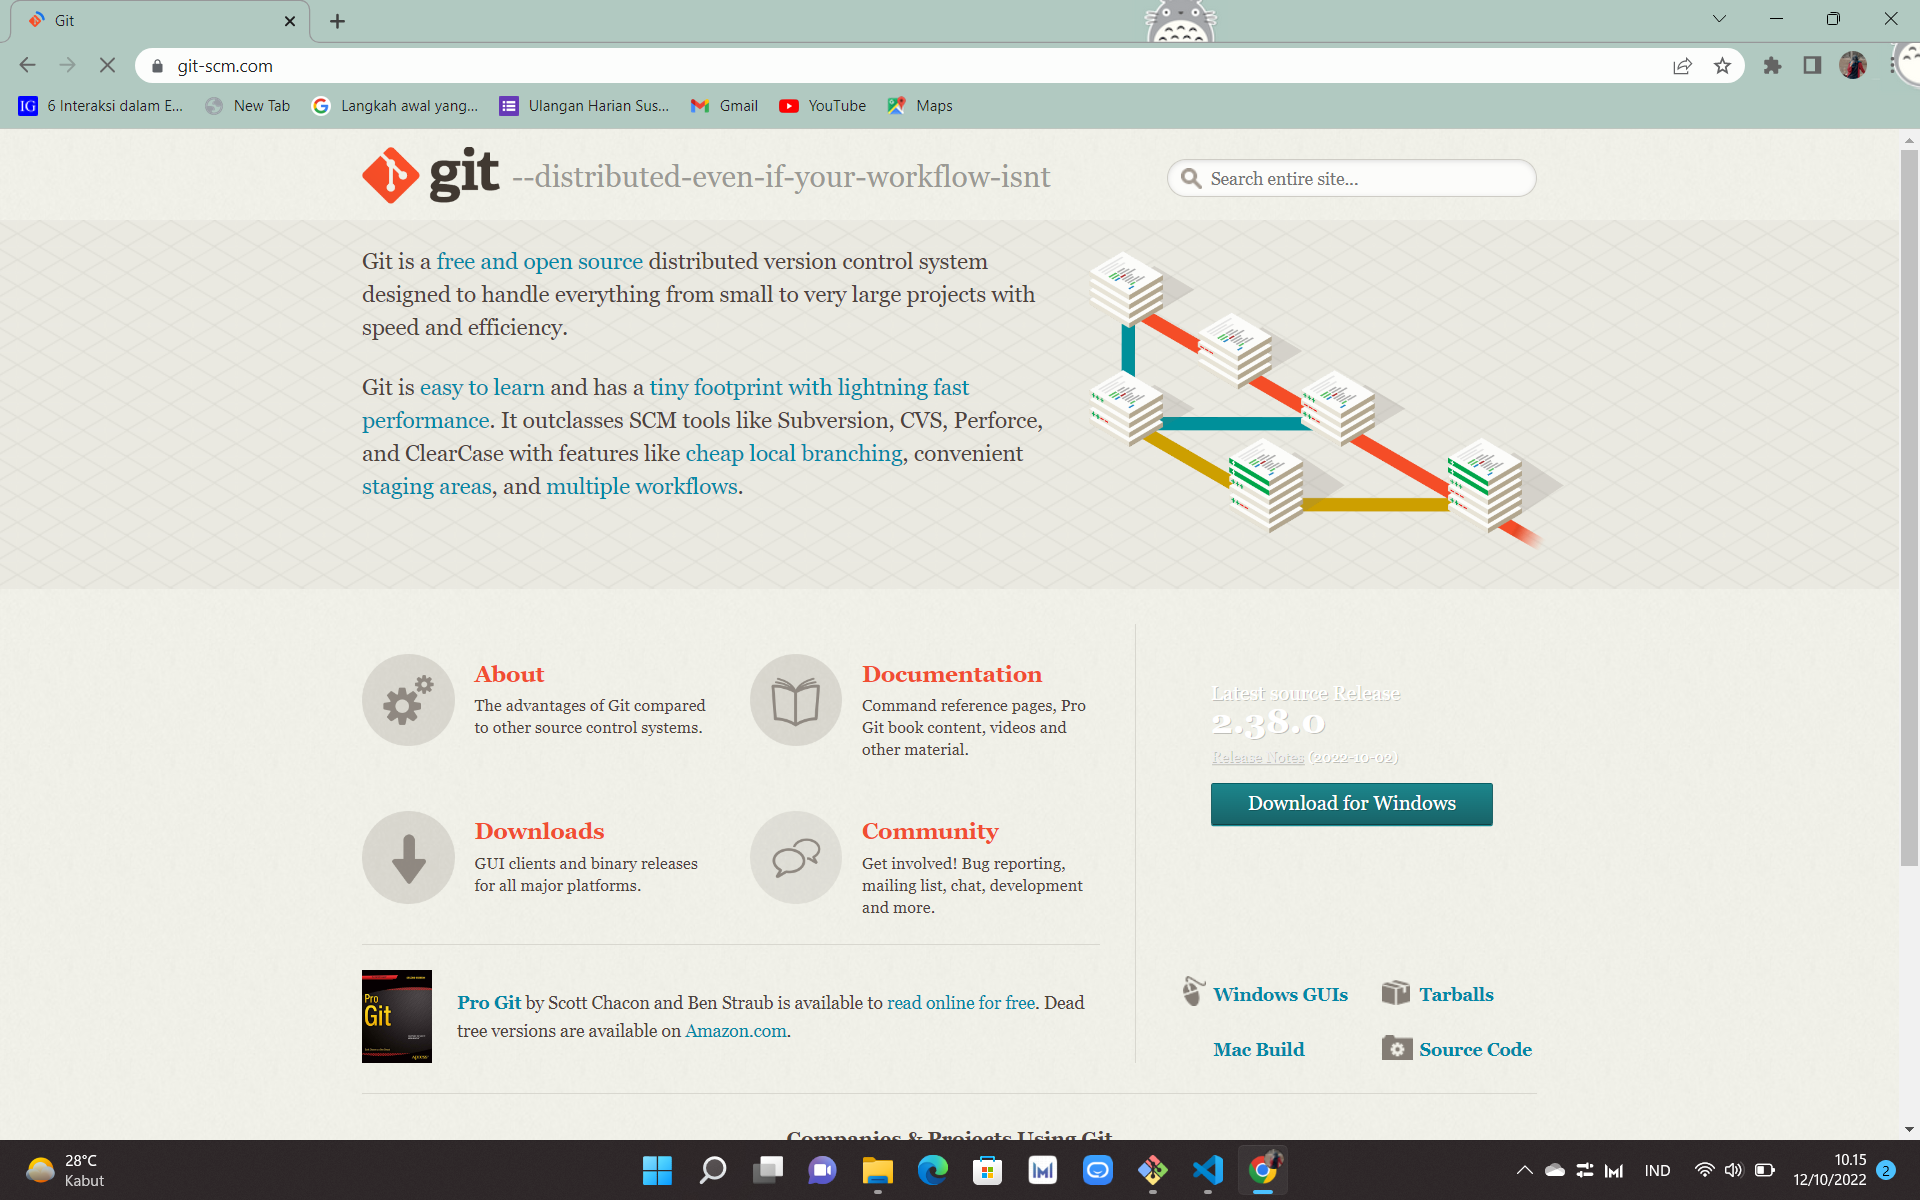 Git
git-scm.com
IG 6 Interaksi dalam E...
New Tab
Langkah awal yang...
Ulangan Harian Sus...
Gmail
YouTube
Maps
git --distributed-even-if-your-workflow-isnt
Search entire site...
Git is a free and open source distributed version control system
designed to handle everything from small to very large projects with
speed and efficiency.
Git is easy to learn and has a tiny footprint with lightning fast
performance. It outclasses SCM tools like Subversion, CVS, Perforce,
and ClearCase with features like cheap local branching, convenient
staging areas, and multiple workflows.
About
The advantages of Git compared
to other source control systems.
Documentation
Command reference pages, Pro
Git book content, videos and
other material.
Downloads
GUI clients and binary releases
for all major platforms.
Community
Get involved! Bug reporting,
mailing list, chat, development
and more.
Latest source Release
2.38.0
Release Notes (2022-10-02)
Download for Windows
Pro
Git
Pro Git by Scott Chacon and Ben Straub is available to read online for free. Dead
tree versions are available on Amazon.com.
Windows GUIs
Tarballs
Mac Build
Source Code
Companies & Projects Using Git
28°C
Kabut
IND
10.15
12/10/2022
2